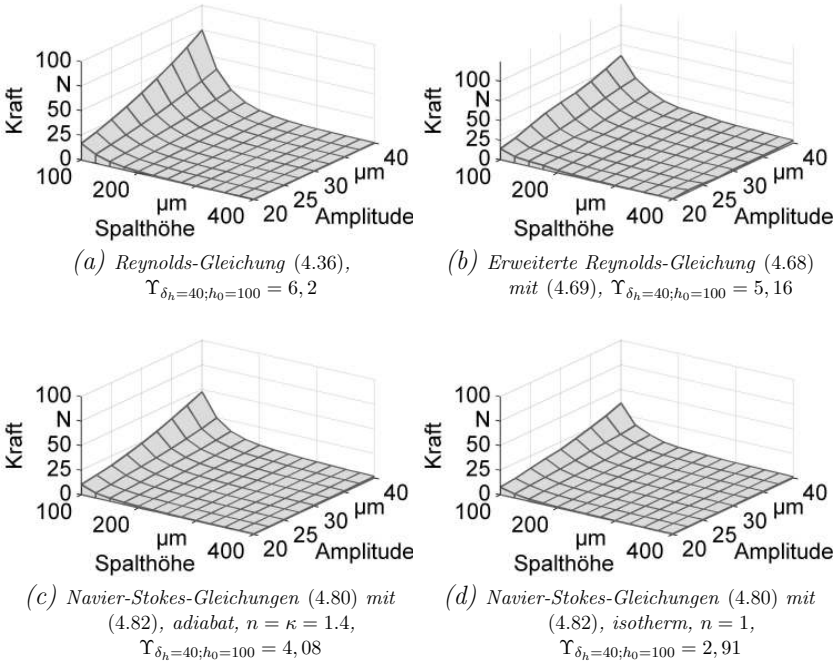 100
N
50
25
0
Kraft
100
200
µm
400
Spalthöhe
20
25
30
µm
40
Amplitude
(a) Reynolds-Gleichung (4.36),
ϒδh=40;h0=100 = 6, 2
100
N
50
25
0
Kraft
100
200
µm
400
Spalthöhe
20
25
30
µm
40
Amplitude
(b) Erweiterte Reynolds-Gleichung (4.68)
mit (4.69), ϒδh=40;h0=100 = 5, 16
100
N
50
25
0
Kraft
100
200
µm
400
Spalthöhe
20
25
30
µm
40
Amplitude
(c) Navier-Stokes-Gleichungen (4.80) mit
(4.82), adiabat, n = κ = 1.4,
ϒδh=40;h0=100 = 4, 08
100
N
50
25
0
Kraft
100
200
µm
400
Spalthöhe
20
25
30
µm
40
Amplitude
(d) Navier-Stokes-Gleichungen (4.80) mit
(4.82), isotherm, n = 1,
ϒδh=40;h0=100 = 2, 91